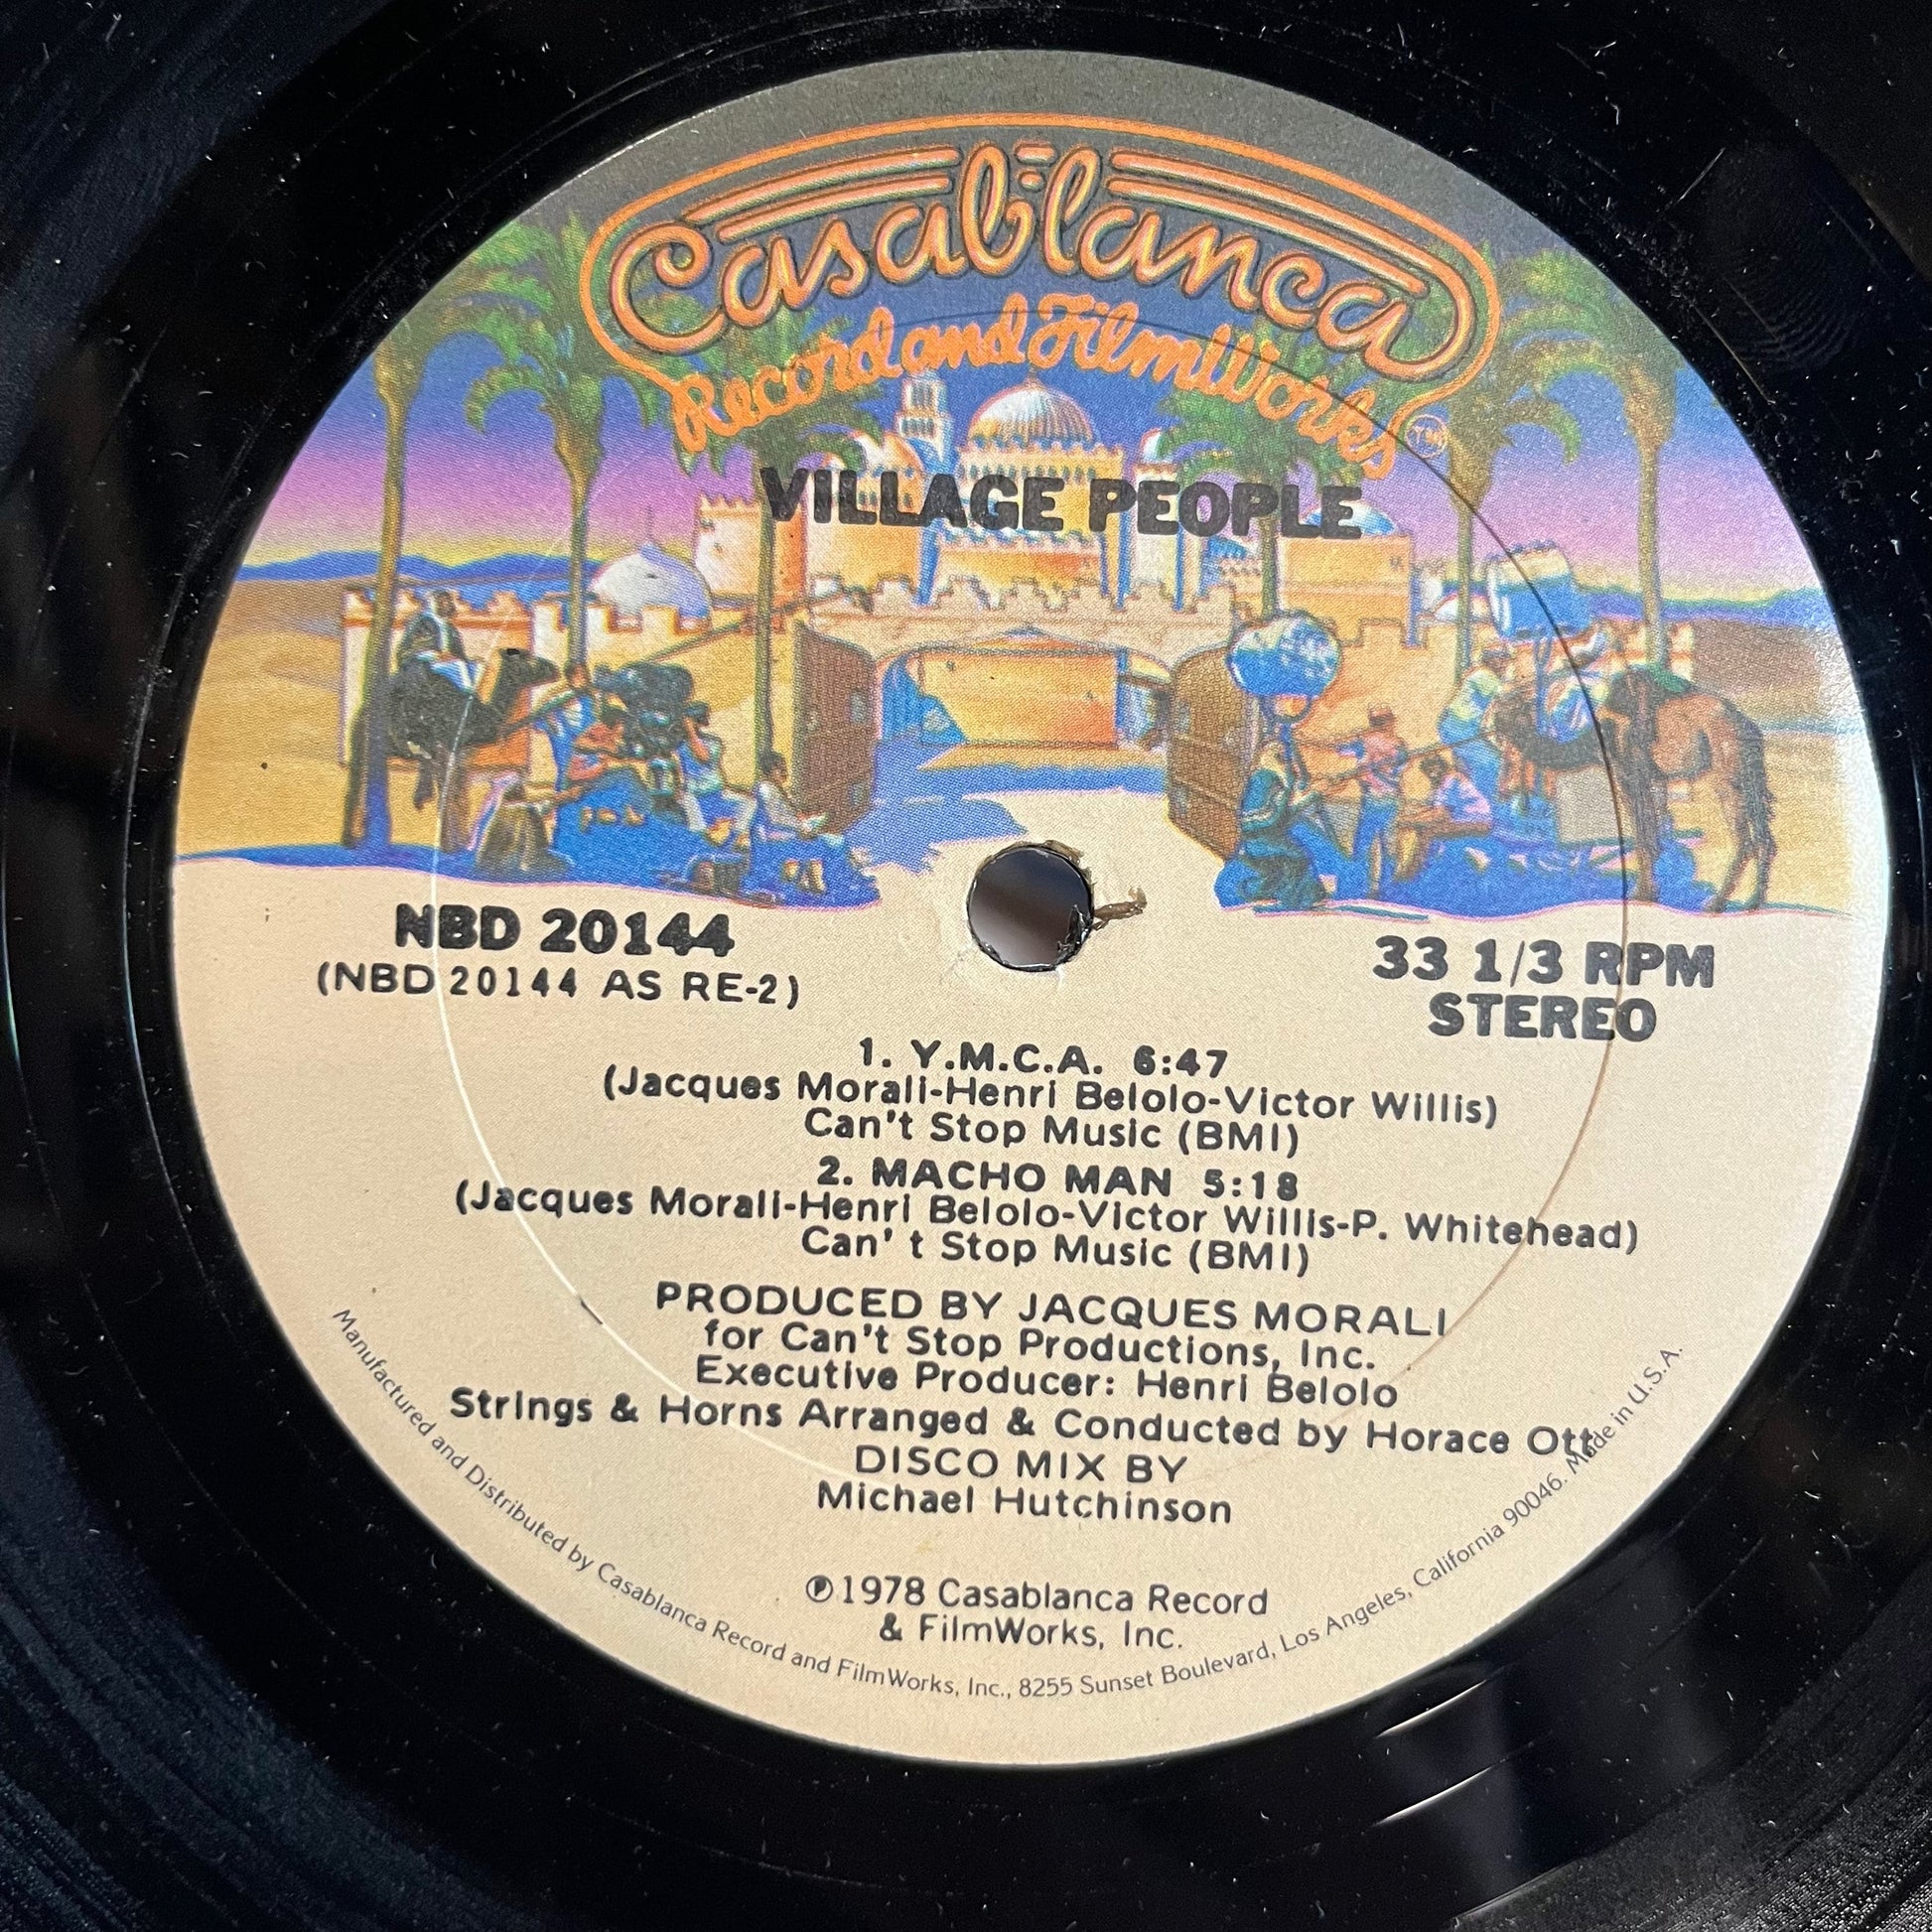 Casablanca
Record and FilmWorks TM
VILLAGE PEOPLE
NBD 20144
(NBD 20144 AS RE-2)
33 1/3 RPM
STEREO
1. Y.M.C.A. 6:47
(Jacques Morali-Henri Belolo-Victor Willis)
Can't Stop Music (BMI)
2. MACHO MAN 5:18
(Jacques Morali-Henri Belolo-Victor Willis-P. Whitehead)
Can' t Stop Music (BMI)
PRODUCED BY JACQUES MORALI
for Can't Stop Productions, Inc.
Executive Producer: Henri Belolo
Strings & Horns Arranged & Conducted by Horace Ott
DISCO MIX BY
Michael Hutchinson
℗1978 Casablanca Record
& FilmWorks, Inc.
Manufactured and Distributed by Casablanca Record and FilmWorks, Inc., 8255 Sunset Boulevard, Los Angeles, California 90046. Made in U.S.A.